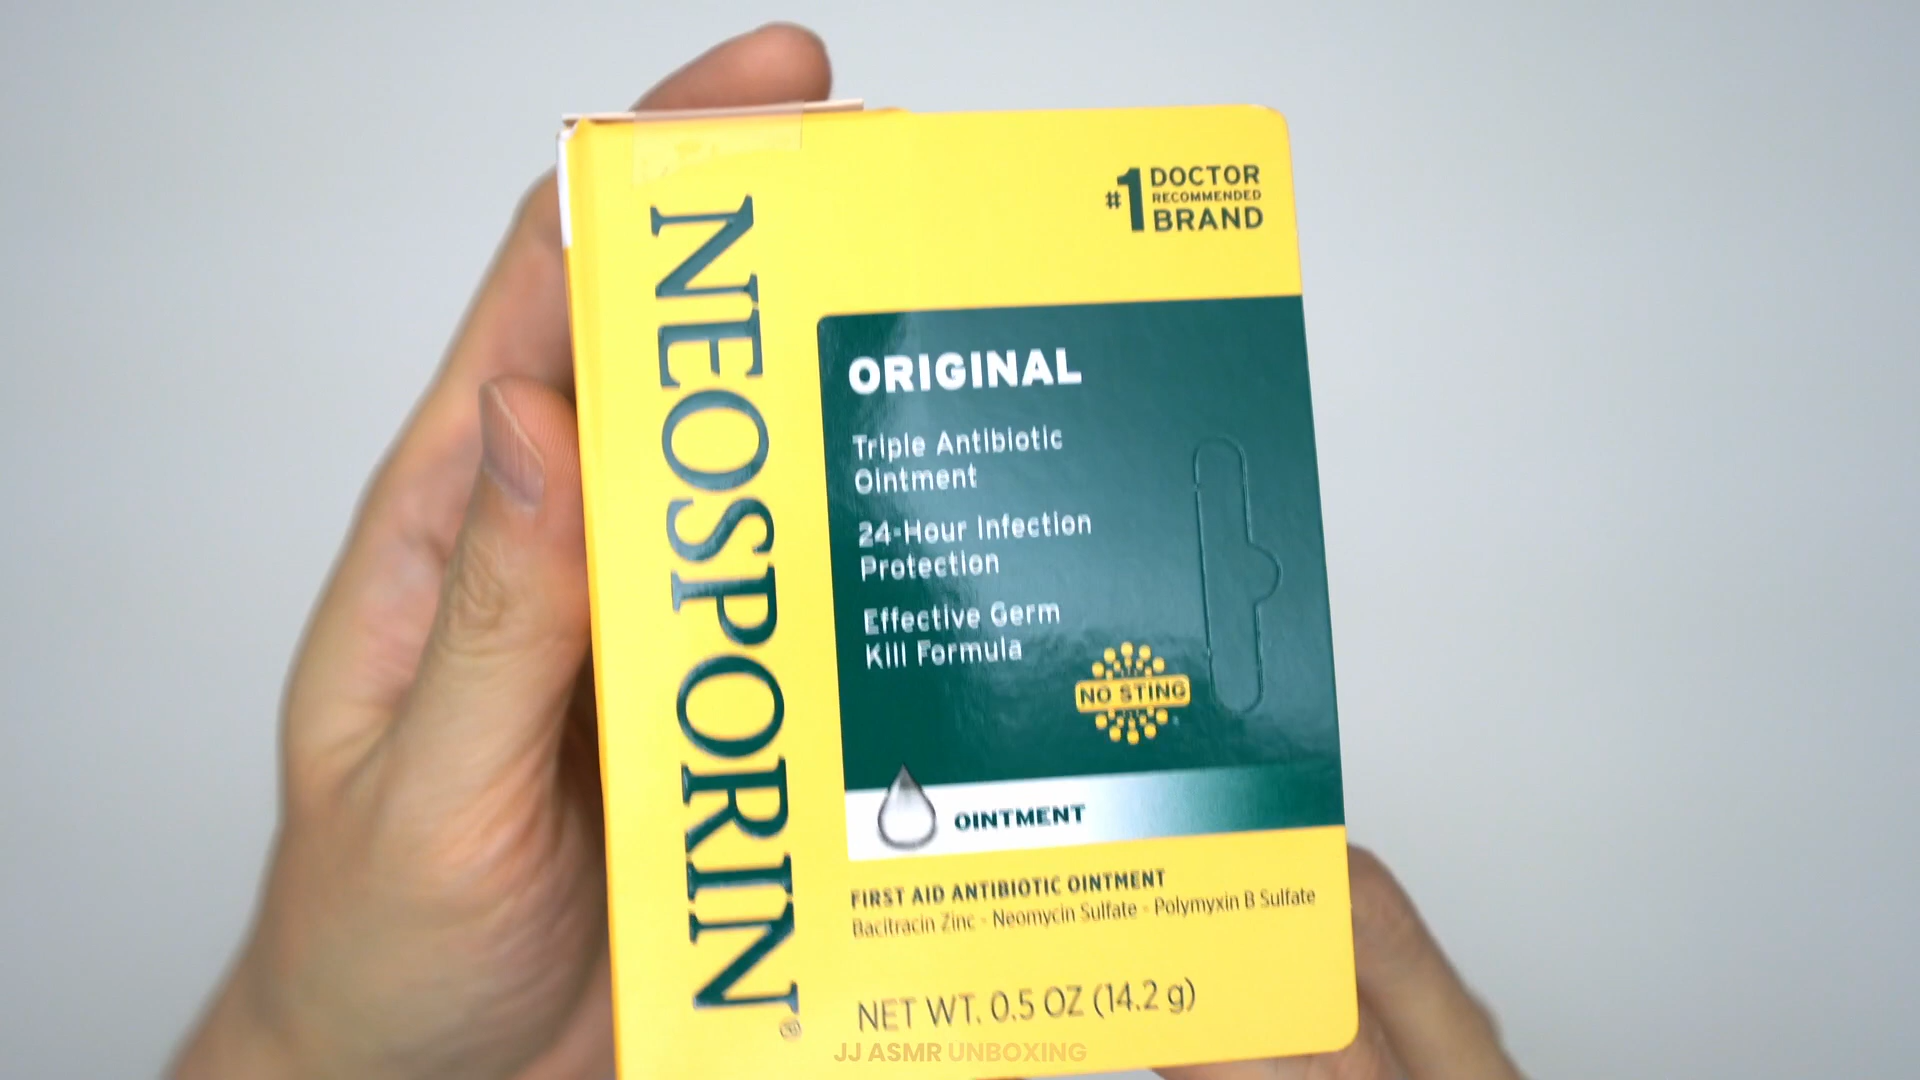 NEOSPORIN®
#1 DOCTOR
RECOMMENDED
BRAND
ORIGINAL
Triple Antibiotic
Ointment
24-Hour Infection
Protection
Effective Germ
Kill Formula
NO STING
OINTMENT
FIRST AID ANTIBIOTIC OINTMENT
Bacitracin Zinc - Neomycin Sulfate - Polymyxin B Sulfate
NET WT. 0.5 OZ (14.2 g)
JJ ASMR UNBOXING